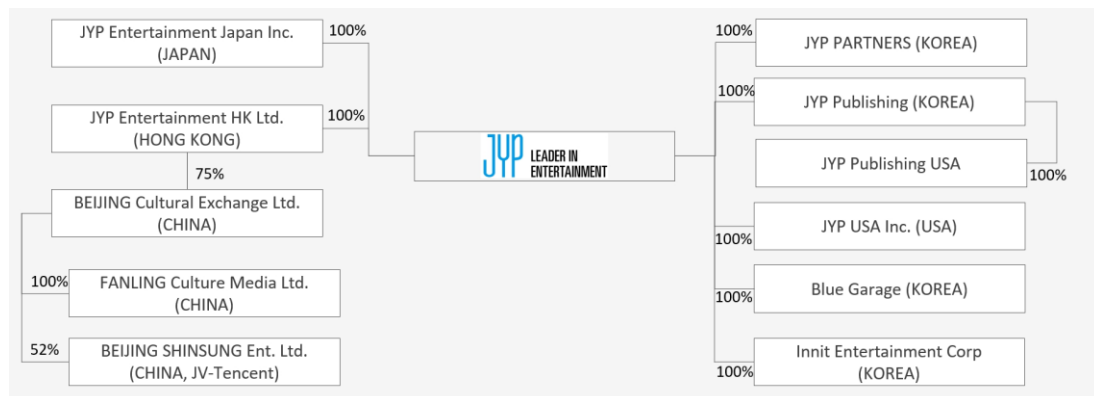 JYP Entertainment Japan Inc.
(JAPAN)
100%
JYP Entertainment HK Ltd.
(HONG KONG)
100%
75%
BEIJING Cultural Exchange Ltd.
(CHINA)
100%
FANLING Culture Media Ltd.
(CHINA)
52%
BEIJING SHINSUNG Ent. Ltd.
(CHINA, JV-Tencent)
JYP
LEADER IN
ENTERTAINMENT
100%
JYP PARTNERS (KOREA)
100%
JYP Publishing (KOREA)
JYP Publishing USA
100%
JYP USA Inc. (USA)
100%
Blue Garage (KOREA)
100%
Innit Entertainment Corp
(KOREA)
100%